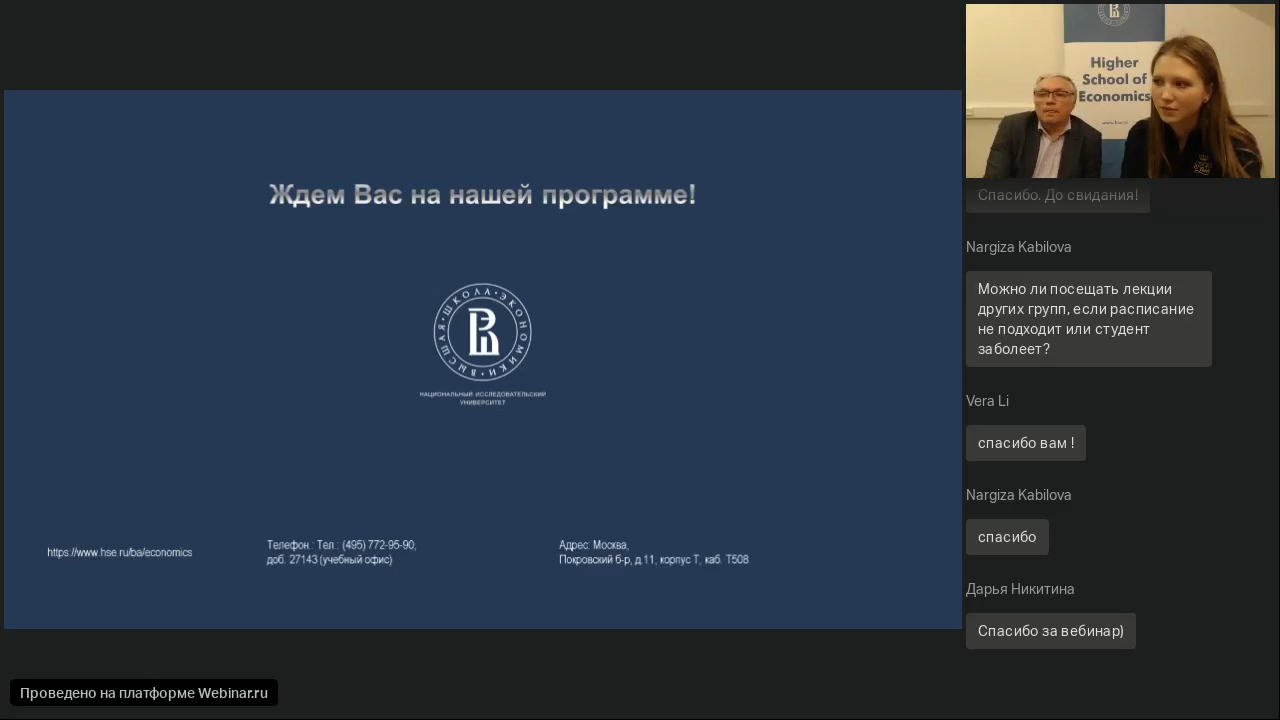 Ждем Вас на нашей программе!
ВЫСШАЯ • ШКОЛА • ЭКОНОМИКИ •
НАЦИОНАЛЬНЫЙ ИССЛЕДОВАТЕЛЬСКИЙ
УНИВЕРСИТЕТ
https://www.hse.ru/ba/economics
Телефон.: Тел.: (495) 772-95-90,
доб. 27143 (учебный офис)
Адрес: Москва,
Покровский б-р, д.11, корпус Т, каб. Т508
Проведено на платформе Webinar.ru
Higher
School of
Economics
Спасибо. До свидания!
Nargiza Kabilova
Можно ли посещать лекции
других групп, если расписание
не подходит или студент
заболеет?
Vera Li
спасибо вам !
Nargiza Kabilova
спасибо
Дарья Никитина
Спасибо за вебинар)